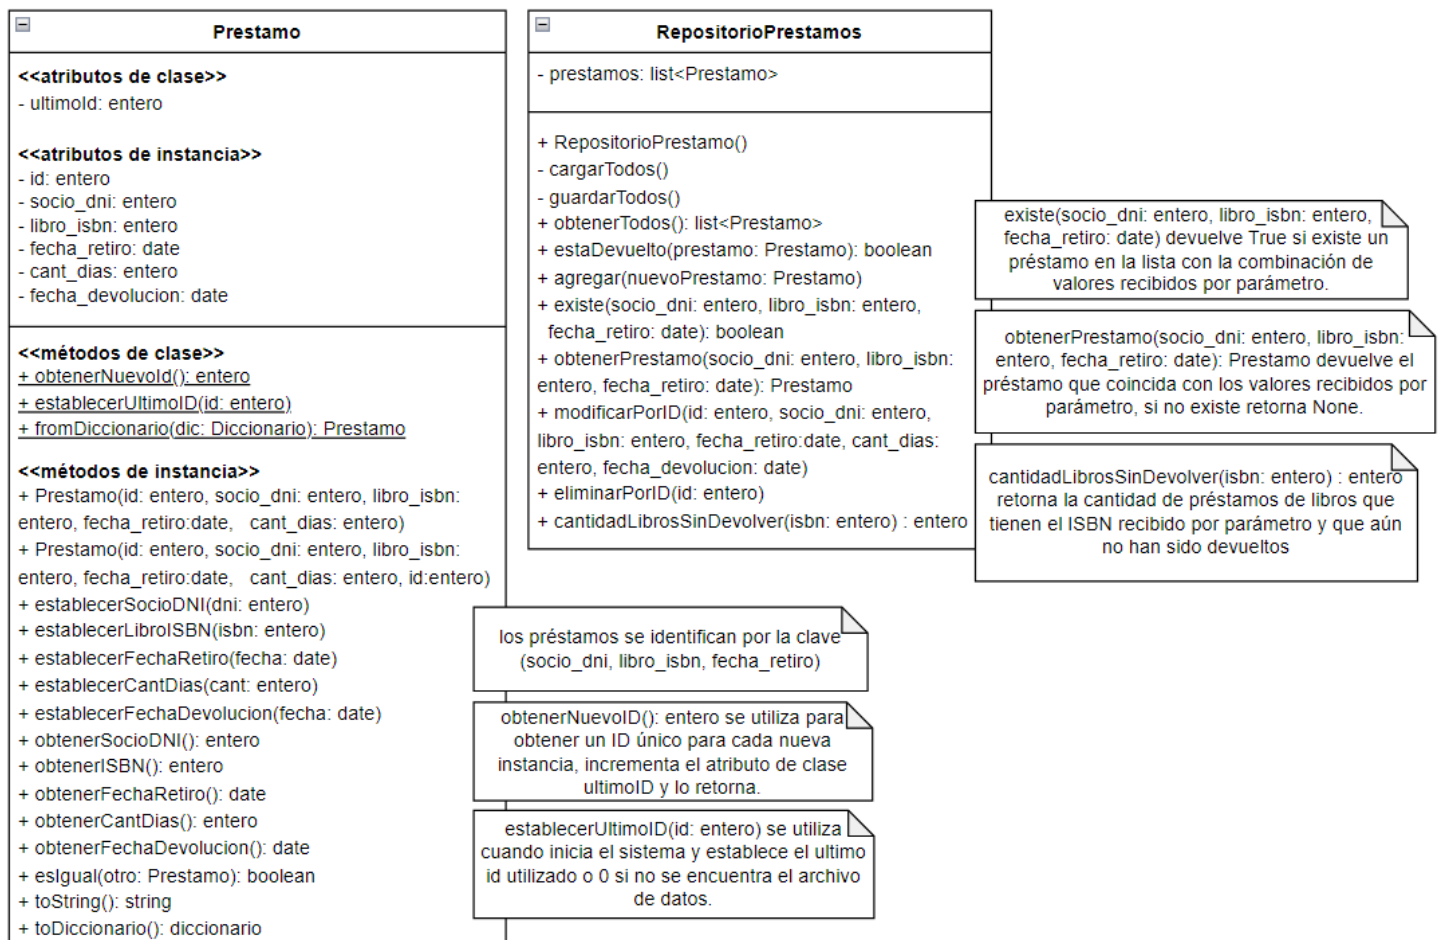 Prestamo
<<atributos de clase>>
- ultimoId: entero
<<atributos de instancia>>
- id: entero
- socio_dni: entero
- libro_isbn: entero
- fecha_retiro: date
- cant_dias: entero
- fecha_devolucion: date
<<métodos de clase>>
+ obtenerNuevoId(): entero
+ establecerUltimoID(id: entero)
+ fromDiccionario(dic: Diccionario): Prestamo
<<métodos de instancia>>
+ Prestamo(id: entero, socio_dni: entero, libro_isbn:
entero, fecha_retiro:date, cant_dias: entero)
+ Prestamo(id: entero, socio_dni: entero, libro_isbn:
entero, fecha_retiro:date, cant_dias: entero, id:entero)
+ establecerSocioDNI(dni: entero)
+ establecerLibroISBN(isbn: entero)
+ establecerFechaRetiro(fecha: date)
+ establecerCantDias(cant: entero)
+ establecerFechaDevolucion(fecha: date)
+ obtenerSocioDNI(): entero
+ obtenerISBN(): entero
+ obtenerFechaRetiro(): date
+ obtenerCantDias(): entero
+ obtenerFechaDevolucion(): date
+ esIgual(otro: Prestamo): boolean
+ toString(): string
+ toDiccionario(): diccionario
RepositorioPrestamos
- prestamos: list<Prestamo>
+ RepositorioPrestamo()
- cargarTodos()
- guardarTodos()
+ obtenerTodos(): list<Prestamo>
+ estaDevuelto(prestamo: Prestamo): boolean
+ agregar(nuevoPrestamo: Prestamo)
+ existe(socio_dni: entero, libro_isbn: entero,
fecha_retiro: date): boolean
+ obtenerPrestamo(socio_dni: entero, libro_isbn:
entero, fecha_retiro: date): Prestamo
+ modificarPorID(id: entero, socio_dni: entero,
libro_isbn: entero, fecha_retiro:date, cant_dias:
entero, fecha_devolucion: date)
+ eliminarPorID(id: entero)
+ cantidadLibrosSinDevolver(isbn: entero) : entero
existe(socio_dni: entero, libro_isbn: entero,
fecha_retiro: date) devuelve True si existe un
préstamo en la lista con la combinación de
valores recibidos por parámetro.
obtenerPrestamo(socio_dni: entero, libro_isbn:
entero, fecha_retiro: date): Prestamo devuelve el
préstamo que coincida con los valores recibidos por
parámetro, si no existe retorna None.
cantidadLibrosSinDevolver(isbn: entero) : entero
retorna la cantidad de préstamos de libros que
tienen el ISBN recibido por parámetro y que aún
no han sido devueltos
los préstamos se identifican por la clave
(socio_dni, libro_isbn, fecha_retiro)
obtenerNuevoID(): entero se utiliza para
obtener un ID único para cada nueva
instancia, incrementa el atributo de clase
ultimoID y lo retorna.
establecerUltimoID(id: entero) se utiliza
cuando inicia el sistema y establece el ultimo
id utilizado o 0 si no se encuentra el archivo
de datos.